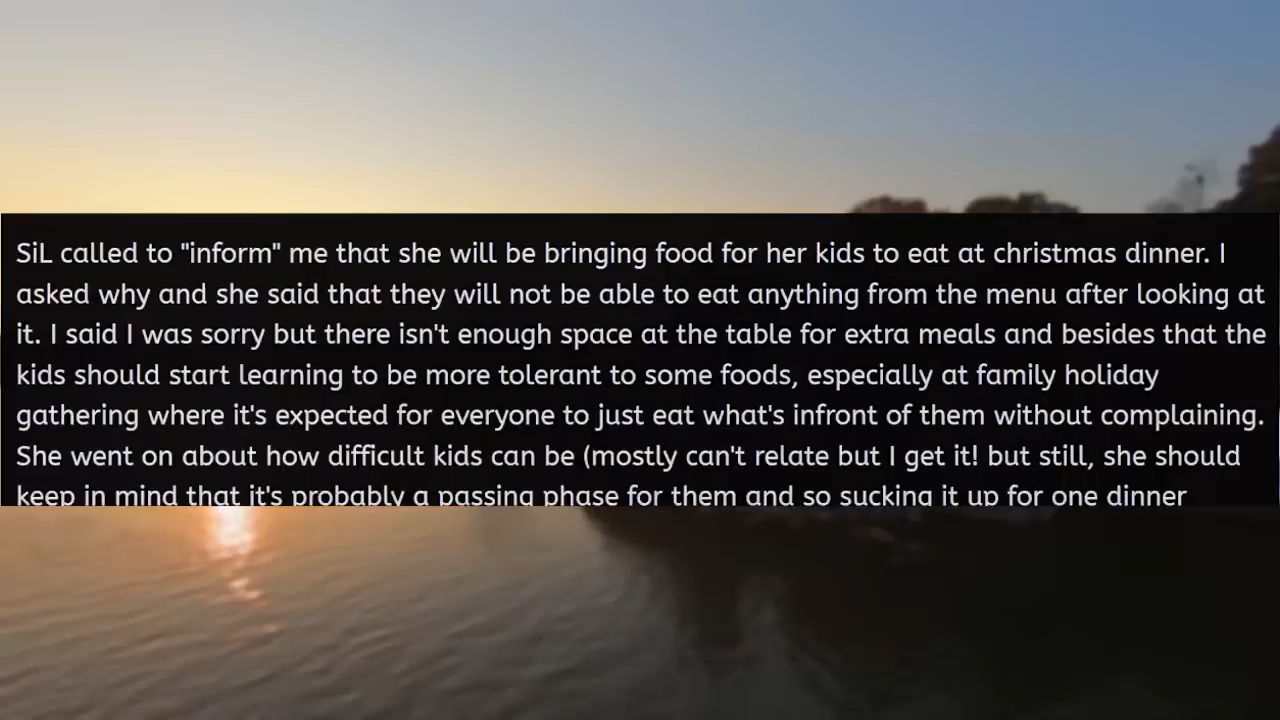 SiL called to "inform" me that she will be bringing food for her kids to eat at christmas dinner. I
asked why and she said that they will not be able to eat anything from the menu after looking at
it. I said I was sorry but there isn't enough space at the table for extra meals and besides that the
kids should start learning to be more tolerant to some foods, especially at family holiday
gathering where it's expected for everyone to just eat what's infront of them without complaining.
She went on about how difficult kids can be (mostly can't relate but I get it! but still, she should
keep in mind that it's probably a passing phase for them and so sucking it up for one dinner